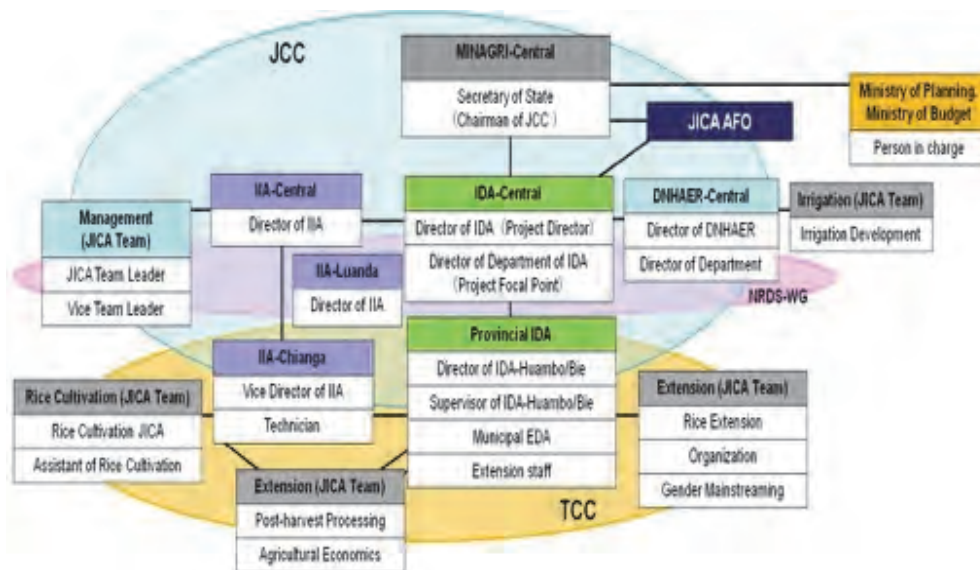 JCC
MINAGRI-Central
Secretary of State
(Chairman of JCC )
Ministry of Planning,
Ministry of Budget
Person in charge
JICA AFO
IIA-Central
Director of IIA
IDA-Central
Director of IDA (Project Director)
Director of Department of IDA
(Project Focal Point)
DNHAER-Central
Director of DNHAER
Director of Department
Irrigation (JICA Team)
Irrigation Development
Management
(JICA Team)
JICA Team Leader
Vice Team Leader
IIA-Luanda
Director of IIA
NRDS-WG
IIA-Chianga
Vice Director of IIA
Technician
Provincial IDA
Director of IDA-Huambo/Bie
Supervisor of IDA-Huambo/Bie
Municipal EDA
Extension staff
Rice Cultivation (JICA Team)
Rice Cultivation JICA
Assistant of Rice Cultivation
Extension (JICA Team)
Rice Extension
Organization
Gender Mainstreaming
Extension (JICA Team)
Post-harvest Processing
Agricultural Economics
TCC